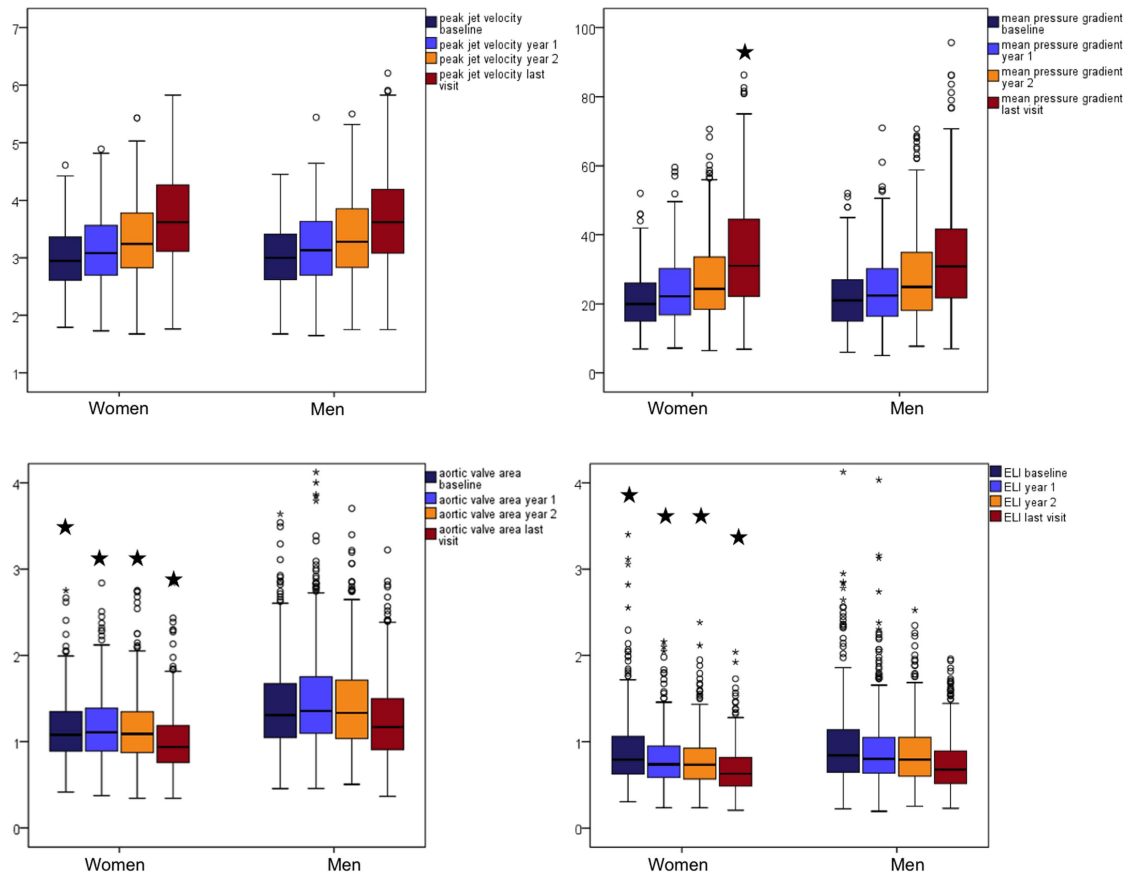 7
6
5
4
3
2
1
Women
Men
peak jet velocity
baseline
peak jet velocity year 1
peak jet velocity year 2
peak jet velocity last
visit
100
80
60
40
20
0
Women
Men
mean pressure gradient
baseline
mean pressure gradient
year 1
mean pressure gradient
year 2
mean pressure gradient
last visit
4
3
2
1
0
Women
Men
aortic valve area
baseline
aortic valve area year 1
aortic valve area year 2
aortic valve area last
visit
4
3
2
1
0
Women
Men
ELI baseline
ELI year 1
ELI year 2
ELI last visit